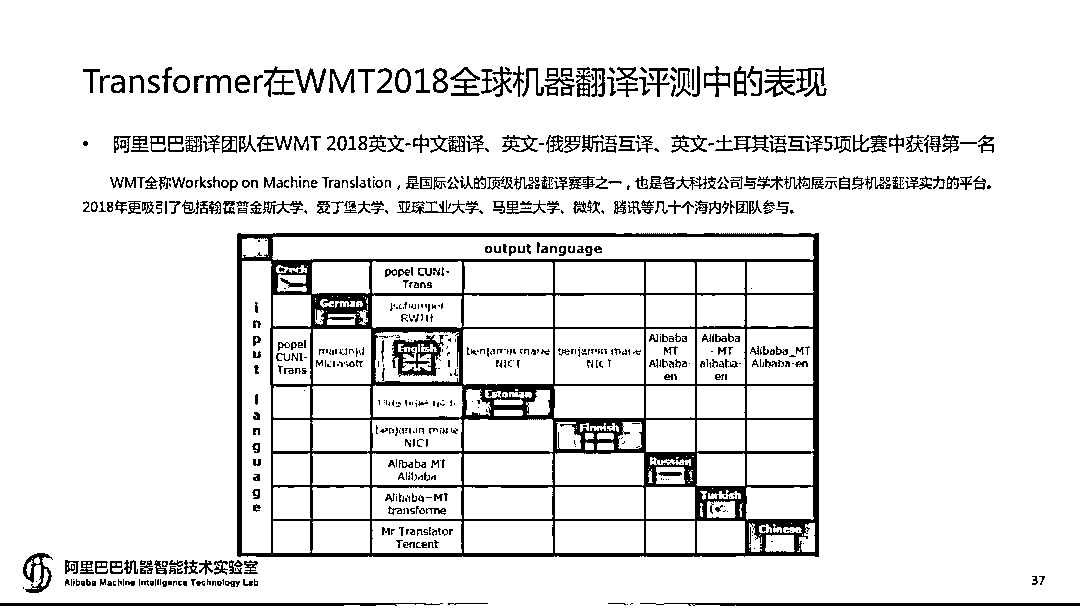 Transformer在WMT2018全球机器翻译评测中的表现
• 阿里巴巴翻译团队在WMT 2018英文-中文翻译、英文-俄罗斯语互译、英文-土耳其语互译5项比赛中获得第一名
WMT全称Workshop on Machine Translation，是国际公认的顶级机器翻译赛事之一，也是各大科技公司与学术机构展示自身机器翻译实力的平台。
2018年更吸引了包括翰霍普金斯大学、爱丁堡大学、亚琛工业大学、马里兰大学、微软、腾讯等几十个海内外团队参与。
output language
input language
Czech
popel CUNI-
Trans
German
RWTH
popel
CUNI-
Trans
Microsoft
English
benjamin marie
NICT
benjamin marie
NICT
Alibaba
MT
Alibaba-
en
Alibaba
- MT
alibaba-
en
Alibaba_MT
Alibaba-en
Estonian
benjamin marie
NICT
Finnish
Alibaba MT
Alibaba
Russian
Alibaba-MT
transforme
Turkish
Mr Translator
Tencent
Chinese
阿里巴巴机器智能技术实验室
Alibaba Machine Intelligence Technology Lab
37